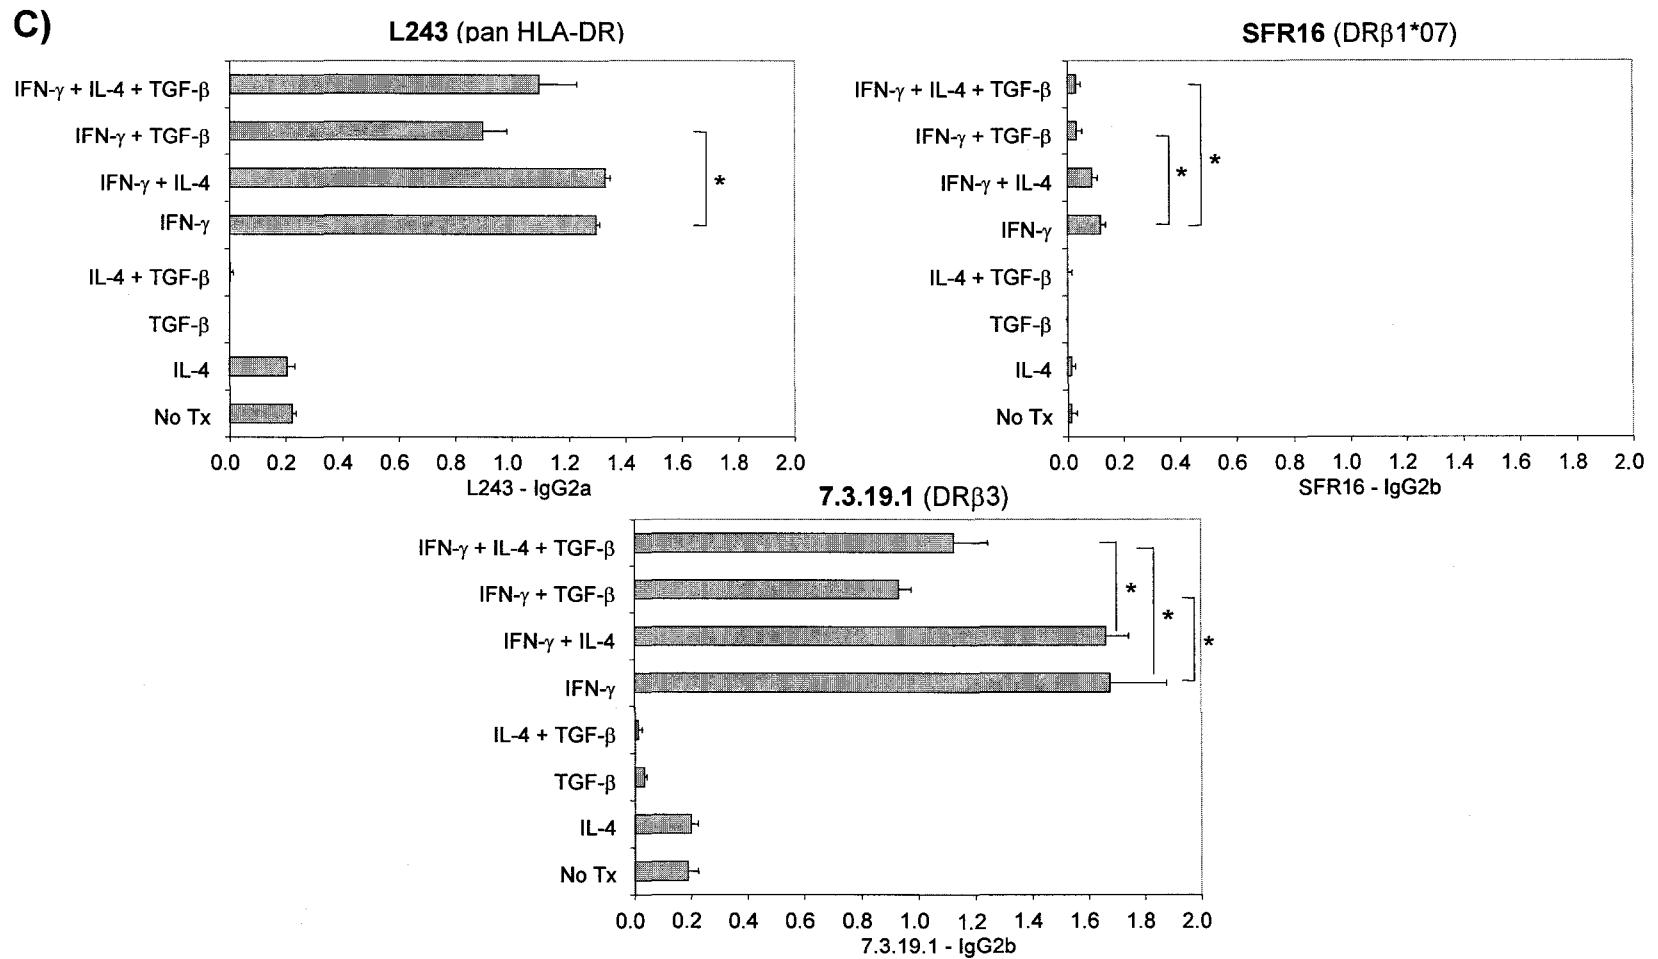 C)
L243 (pan HLA-DR)
IFN-γ + IL-4 + TGF-β
IFN-γ + TGF-β
IFN-γ + IL-4
IFN-γ
IL-4 + TGF-β
TGF-β
IL-4
No Tx
*
0.0 0.2 0.4 0.6 0.8 1.0 1.2 1.4 1.6 1.8 2.0
L243 - IgG2a
SFR16 (DRβ1*07)
IFN-γ + IL-4 + TGF-β
IFN-γ + TGF-β
IFN-γ + IL-4
IFN-γ
IL-4 + TGF-β
TGF-β
IL-4
No Tx
*
*
0.0 0.2 0.4 0.6 0.8 1.0 1.2 1.4 1.6 1.8 2.0
SFR16 - IgG2b
7.3.19.1 (DRβ3)
IFN-γ + IL-4 + TGF-β
IFN-γ + TGF-β
IFN-γ + IL-4
IFN-γ
IL-4 + TGF-β
TGF-β
IL-4
No Tx
*
*
*
0.0 0.2 0.4 0.6 0.8 1.0 1.2 1.4 1.6 1.8 2.0
7.3.19.1 - IgG2b